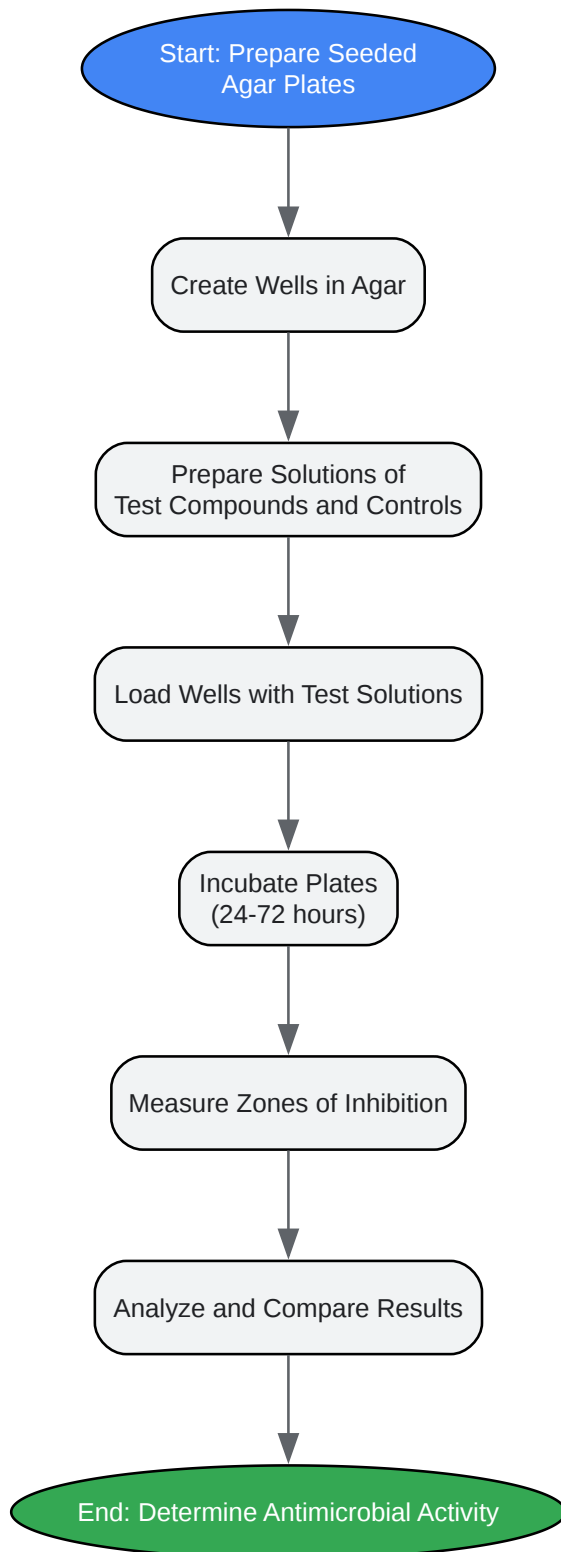 Start: Prepare Seeded
Agar Plates
Create Wells in Agar
Prepare Solutions of
Test Compounds and Controls
Load Wells with Test Solutions
Incubate Plates
(24-72 hours)
Measure Zones of Inhibition
Analyze and Compare Results
End: Determine Antimicrobial Activity